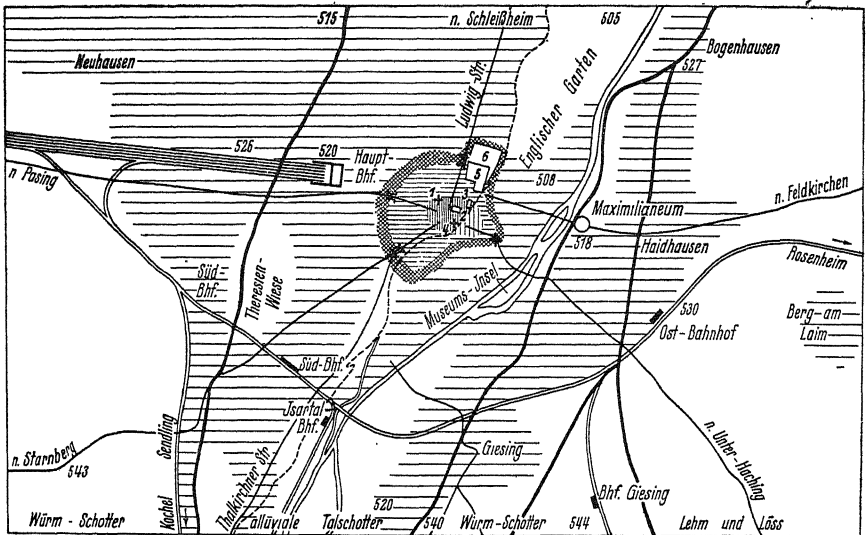 515
n. Schleißheim
505
Bogenhausen
527
Neuhausen
Ludwig-Str.
Englischer Garten
526
520
Haupt-
Bhf.
6
5
508
n Pasing
1
3
2
Maximilianeum
n. Feldkirchen
518
Haidhausen
Rosenheim
Süd-
Bhf.
Theresien-
Wiese
Museums-Insel
530
Berg-am
Laim
Ost-Bahnhof
Süd-Bhf.
Jsartal
Bhf.
Sendling
n. Starnberg
543
Giesing
n. Unter-Haching
Thalkirchner Str.
Kochel
520
Bhf. Giesing
Würm-Schotter
alluviale
Talschotter
540
Würm-Schotter
544
Lehm und Löss